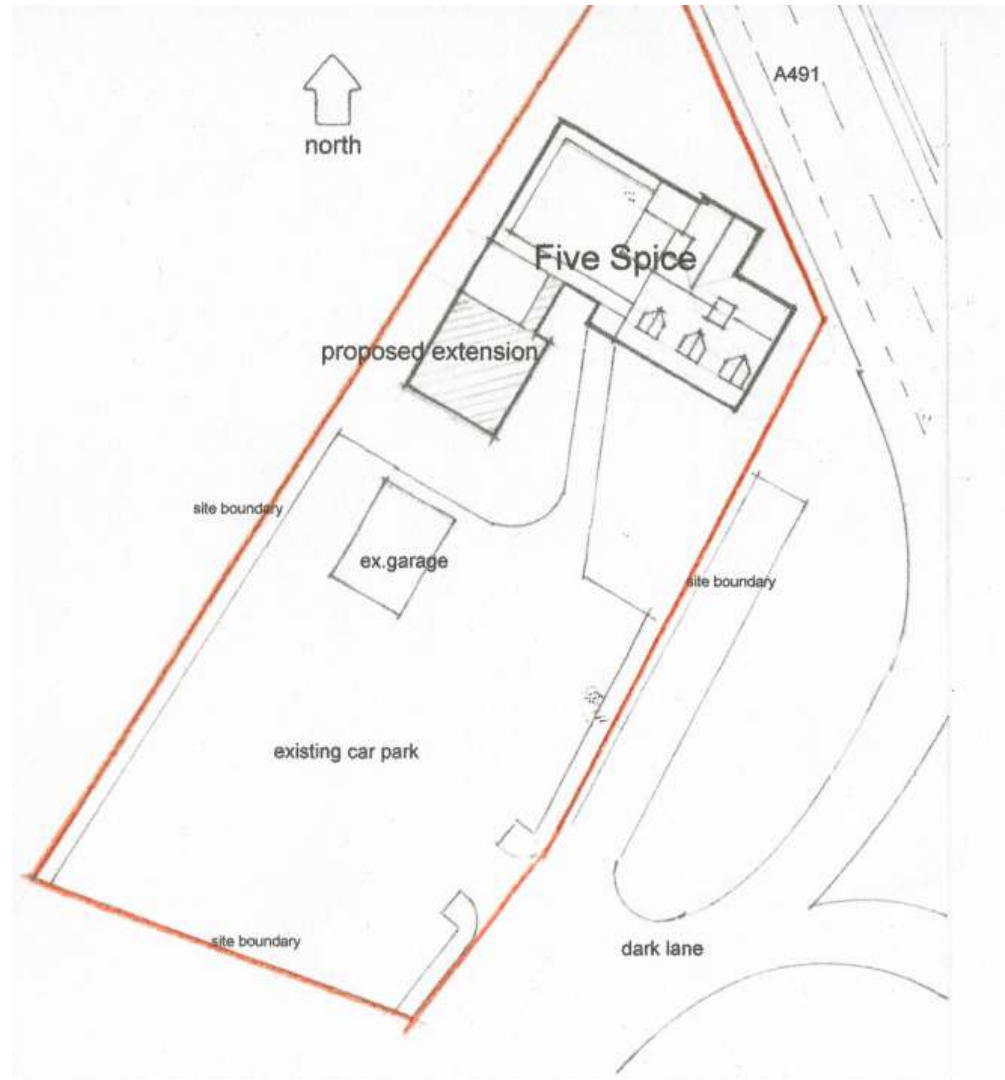 A491
north
Five Spice
proposed extension
site boundary
ex.garage
site boundary
existing car park
site boundary
dark lane